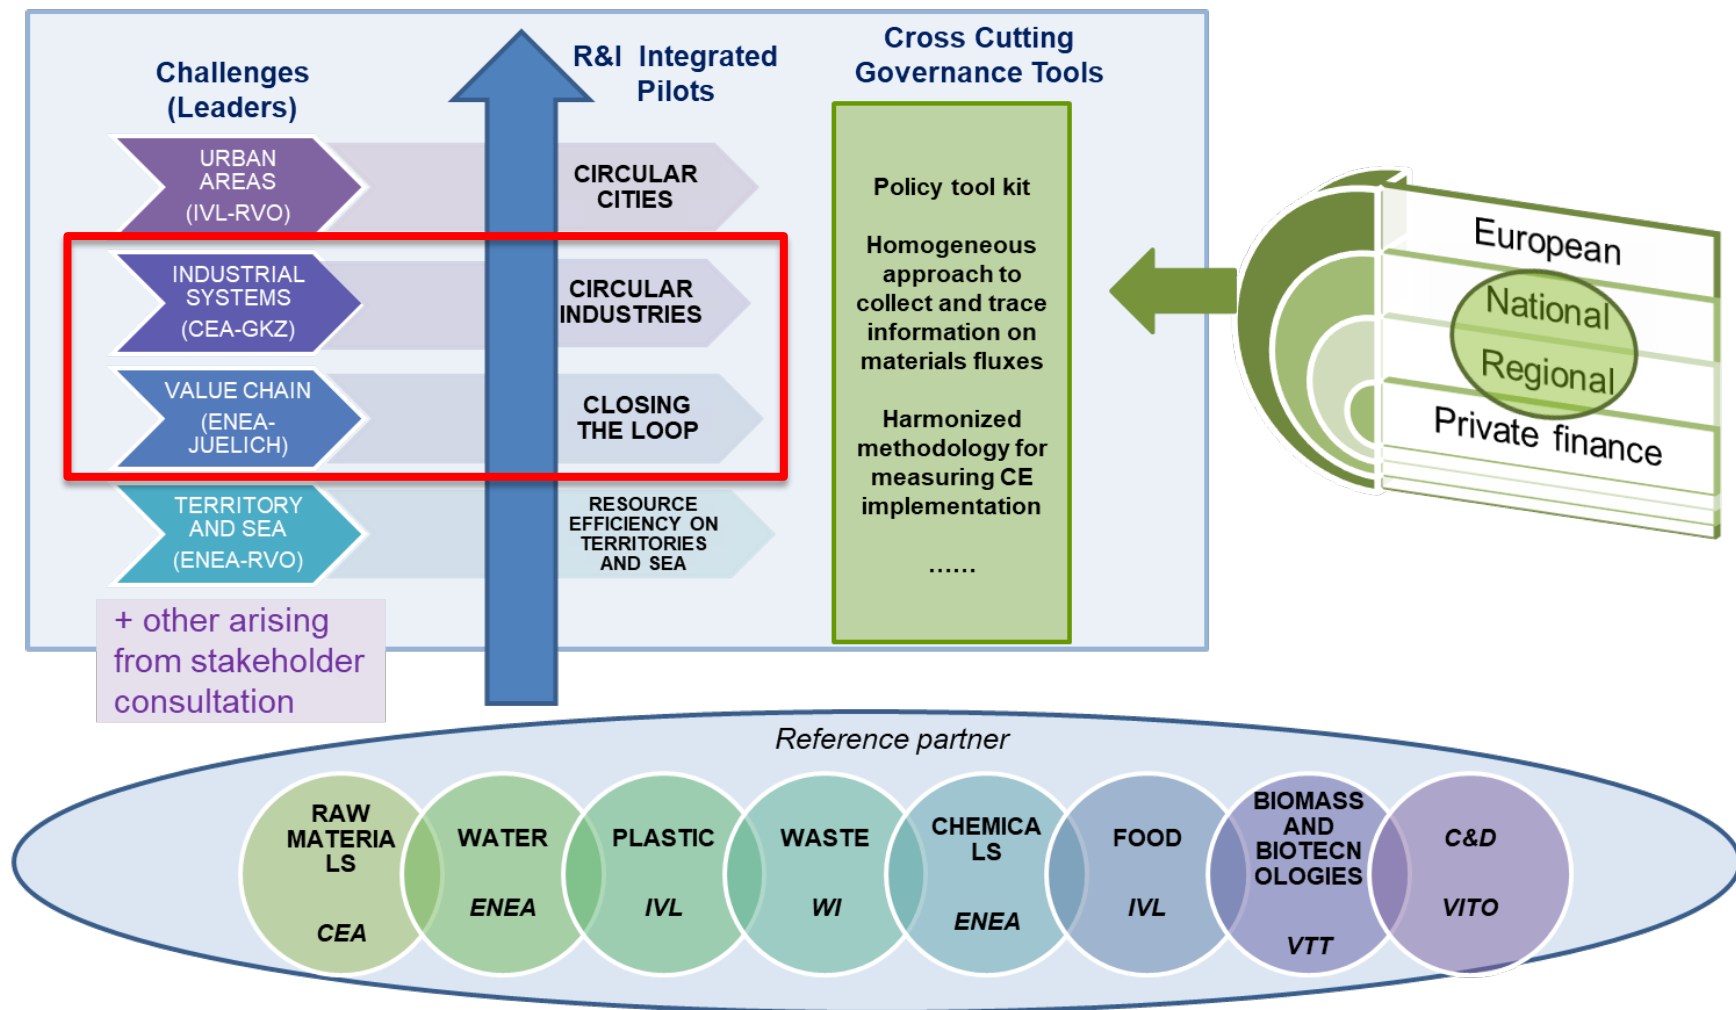 Challenges
(Leaders)
R&I Integrated
Pilots
Cross Cutting
Governance Tools
URBAN
AREAS
(IVL-RVO)
CIRCULAR
CITIES
INDUSTRIAL
SYSTEMS
(CEA-GKZ)
CIRCULAR
INDUSTRIES
VALUE CHAIN
(ENEA-
JUELICH)
CLOSING
THE LOOP
TERRITORY
AND SEA
(ENEA-RVO)
RESOURCE
EFFICIENCY ON
TERRITORIES
AND SEA
+ other arising
from stakeholder
consultation
Policy tool kit
Homogeneous
approach to
collect and trace
information on
materials fluxes
Harmonized
methodology for
measuring CE
implementation
......
European
National
Regional
Private finance
Reference partner
RAW
MATERIA
LS
CEA
WATER
ENEA
PLASTIC
IVL
WASTE
WI
CHEMICA
LS
ENEA
FOOD
IVL
BIOMASS
AND
BIOTECN
OLOGIES
VTT
C&D
VITO